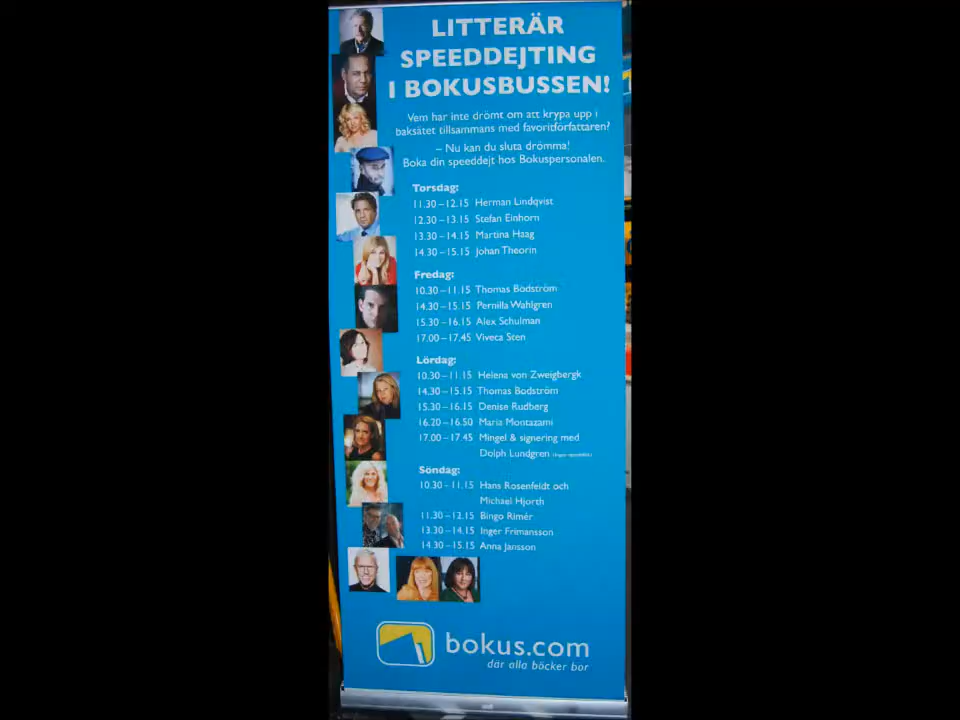 LITTERÄR
SPEEDDEJTING
I BOKUSBUSSEN!
Vem har inte drömt om att krypa upp i
baksätet tillsammans med favoritförfattaren?
– Nu kan du sluta drömma!
Boka din speeddejt hos Bokuspersonalen.
Torsdag:
11.30 – 12.15 Herman Lindqvist
12.30 – 13.15 Stefan Einhorn
13.30 – 14.15 Martina Haag
14.30 – 15.15 Johan Theorin
Fredag:
10.30 – 11.15 Thomas Bodström
14.30 – 15.15 Pernilla Wahlgren
15.30 – 16.15 Alex Schulman
17.00 – 17.45 Viveca Sten
Lördag:
10.30 – 11.15 Helena von Zweigbergk
14.30 – 15.15 Thomas Bodström
15.30 – 16.15 Denise Rudberg
16.20 – 16.50 Maria Montazami
17.00 – 17.45 Mingel & signering med
Dolph Lundgren
Söndag:
10.30 – 11.15 Hans Rosenfeldt och
Michael Hjorth
11.30 – 12.15 Bingo Rimér
13.30 – 14.15 Inger Frimansson
14.30 – 15.15 Anna Jansson
bokus.com
där alla böcker bor